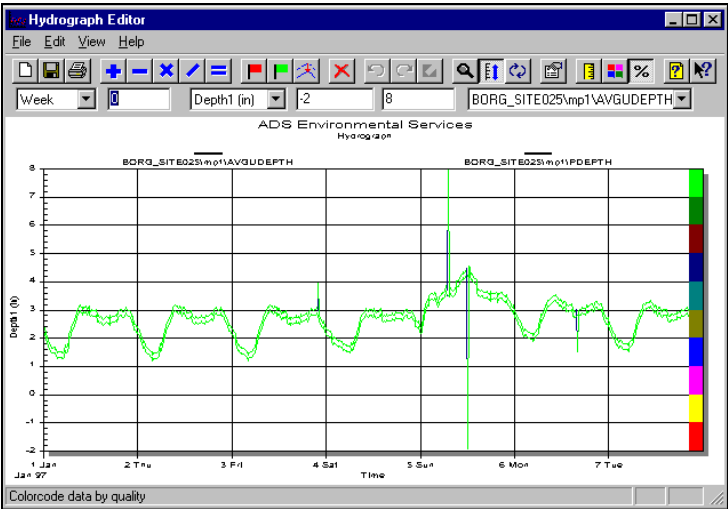 Hydrograph Editor
File Edit View Help
Week 0 Depth1 (in) -2 8 BORG_SITE025\mp1\AVGUDEPTH
ADS Environmental Services
Hydrograph
BORG_SITE025\mp1\AVGUDEPTH BORG_SITE025\mp1\PDEPTH
8
7
6
5
4
3
2
1
0
-1
-2
Depth1 (in)
1 Jan 2 Thu 3 Fri 4 Sat 5 Sun 6 Mon 7 Tue
Jan 97 Time
Colorcode data by quality